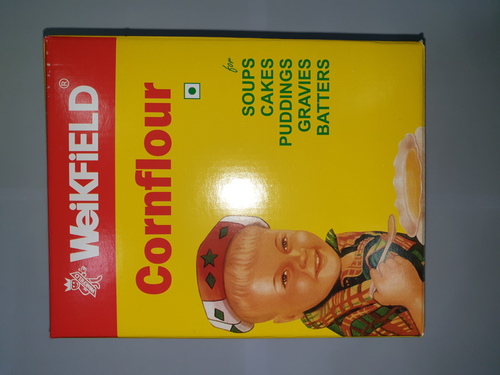 WeiKFiELD®
Cornflour
for
SOUPS
CAKES
PUDDINGS
GRAVIES
BATTERS